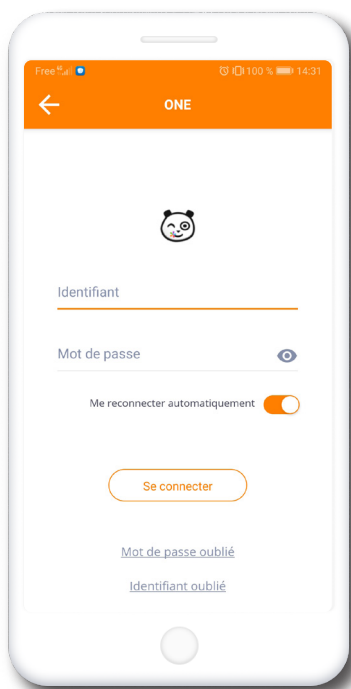 Free 4G 100 % 14:31
ONE
Identifiant
Mot de passe
Me reconnecter automatiquement
Se connecter
Mot de passe oublié
Identifiant oublié